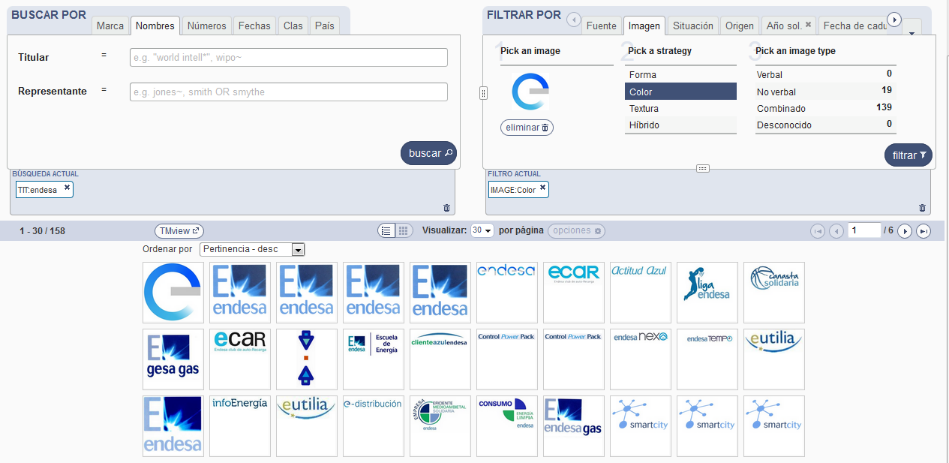 BUSCAR POR
Marca Nombres Números Fechas Clas País
Titular = e.g. "world intell*", wipo~
Representante = e.g. jones~, smith OR smythe
buscar
BÚSQUEDA ACTUAL
TIT:endesa
FILTRAR POR
Fuente Imagen Situación Origen Año sol. Fecha de cadu
1 Pick an image
eliminar
2 Pick a strategy
Forma
Color
Textura
Híbrido
3 Pick an image type
Verbal 0
No verbal 19
Combinado 139
Desconocido 0
filtrar
FILTRO ACTUAL
IMAGE:Color
1 - 30 / 158 TMview Visualizar: 30 por página opciones 1 / 6
Ordenar por Pertinencia - desc
endesa endesa endesa endesa endesa ecaR actitud azul liga endesa canasta solidaria
gesa gas ecaR endesa Escuela de Energía clienteazulendesa Control Power Pack Control Power Pack endesa nexo endesa TEMPO eutilia
endesa infoEnergía eutilia e-distribución endesa CONSUMO ENERGÍA LIMPIA endesa endesa gas smartcity smartcity smartcity